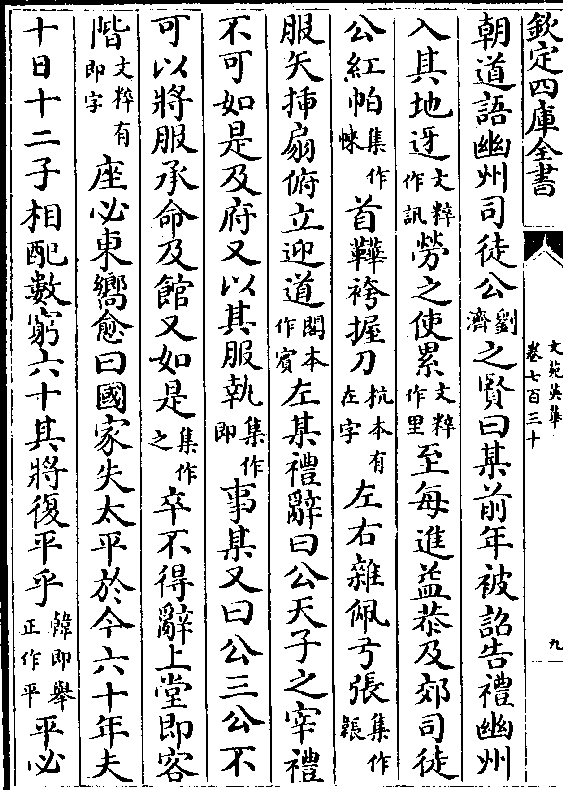 欽定四庫全書
文苑英華
卷七百三十
九
朝道語幽州司徒公劉濟之賢曰某前年被詔告禮幽州
入其地迓文粹作訊勞之使累文粹作里至每進益恭及郊司徒
公紅帕集作帓首鞾袴握刀杭本有在字左右雜佩弓張集作韔
服矢揷扇俯立迎道閣本作賓左某禮辭曰公天子之宰禮
不可如是及府又以其服執集作即事某又曰公三公不
可以將服承命及館又如是集作之卒不得辭上堂即客
階文粹有即字座必東嚮愈曰國家失太平於今六十年夫
十日十二子相配數窮六十其將復平乎韓即舉正作平平必